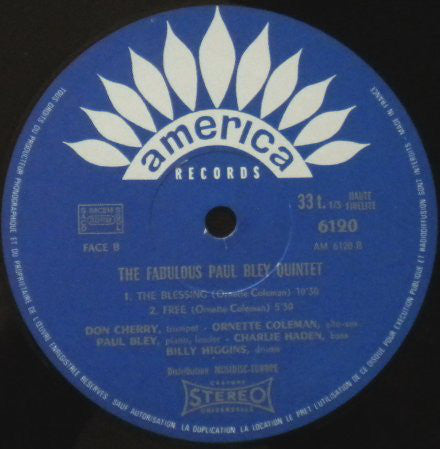 america
RECORDS
33 t. 1/3 HAUTE FIDELITE
6120
AM 6120 B
SACEM
FACE B
THE FABULOUS PAUL BLEY QUINTET
1. THE BLESSING (Ornette Coleman) 10'30
2. FREE (Ornette Coleman) 5'30
DON CHERRY, trumpet - ORNETTE COLEMAN, alto-sax
PAUL BLEY, piano, leader - CHARLIE HADEN, bass
BILLY HIGGINS, drums
Distribution MUSIDISC-EUROPE
GRAVURE
STEREO
UNIVERSELLE
TOUS DROITS DU PRODUCTEUR PHONOGRAPHIQUE ET DU PROPRIETAIRE DE L'ŒUVRE ENREGISTREE RESERVES. SAUF AUTORISATION. LA DUPLICATION, LA LOCATION, LE PRET L'UTILISATION DE CE DISQUE POUR EXECUTION PUBLIQUE ET RADIODIFFUSION SONT INTERDITS. MADE IN FRANCE